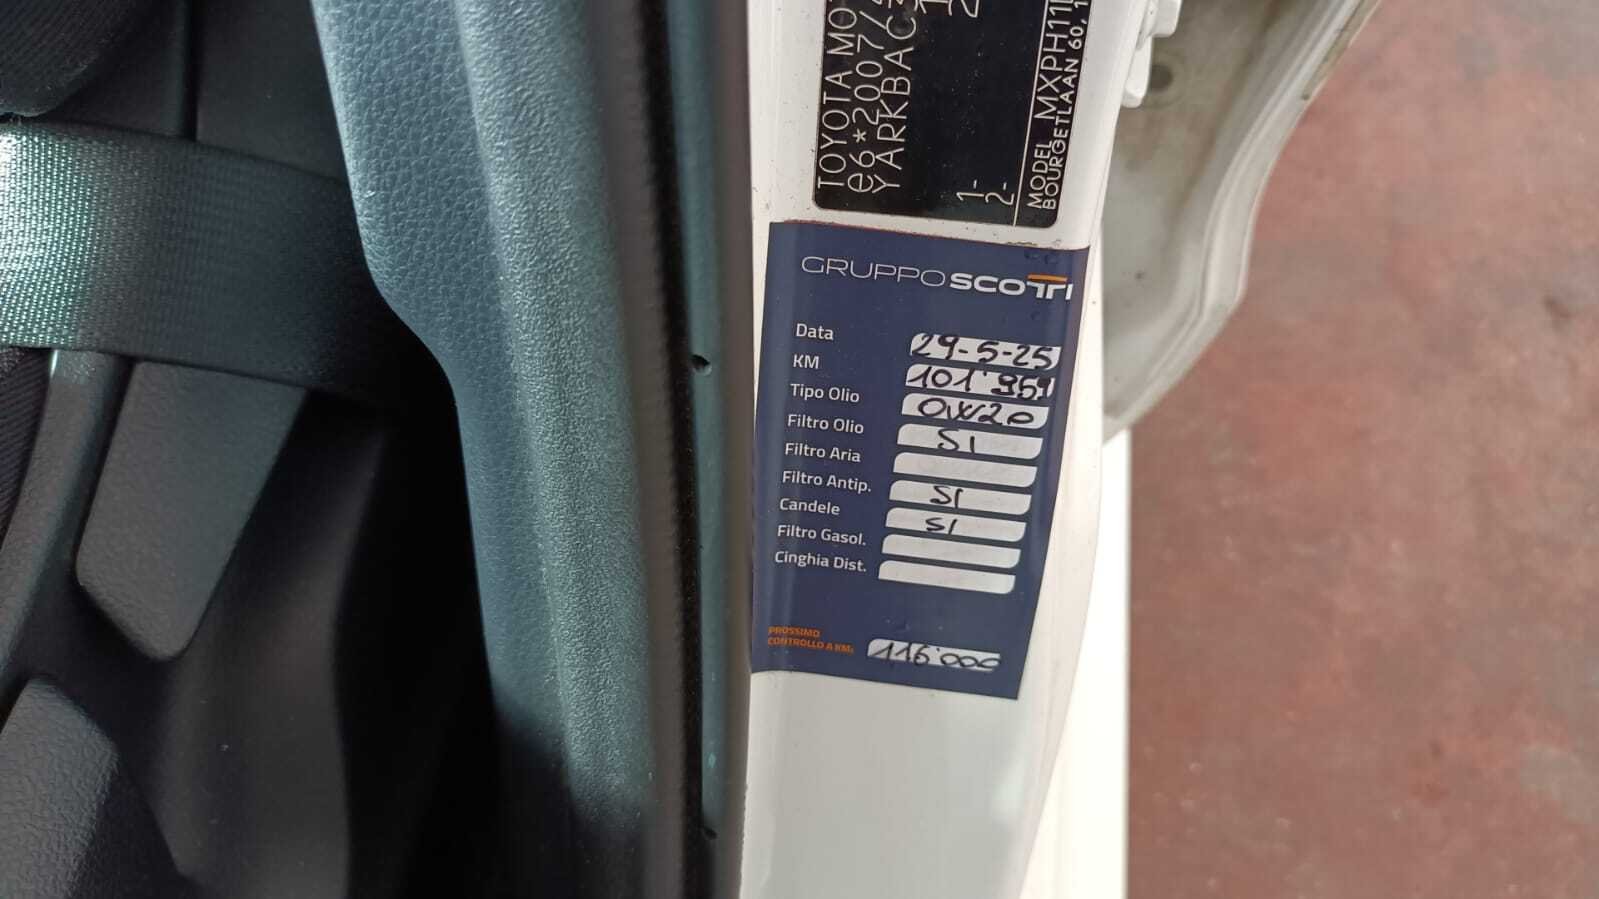 TOYOTA MO
e6*2007/
YARKBAC
1-
2-
MODEL MXPH11
BOURGETLAAN 60, 1
GRUPPO SCOTTI
Data 29-5-25
KM 101'959
Tipo Olio 0W20
Filtro Olio SI
Filtro Aria
Filtro Antip. SI
Candele SI
Filtro Gasol.
Cinghia Dist.
PROSSIMO
CONTROLLO A KM: 116'000